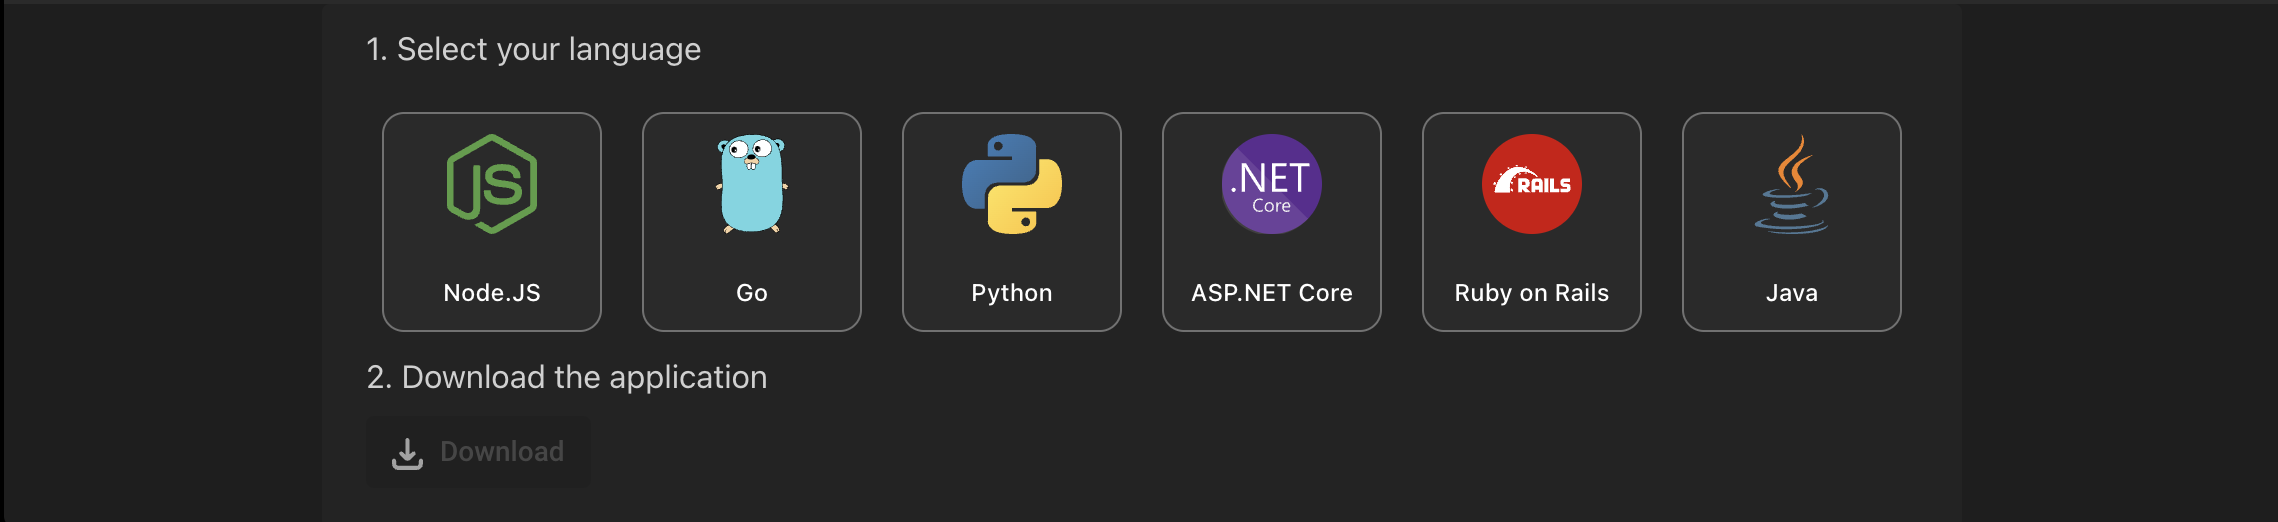 1. Select your language
JS
.NET
Core
RAILS
Node.JS
Go
Python
ASP.NET Core
Ruby on Rails
Java
2. Download the application
Download